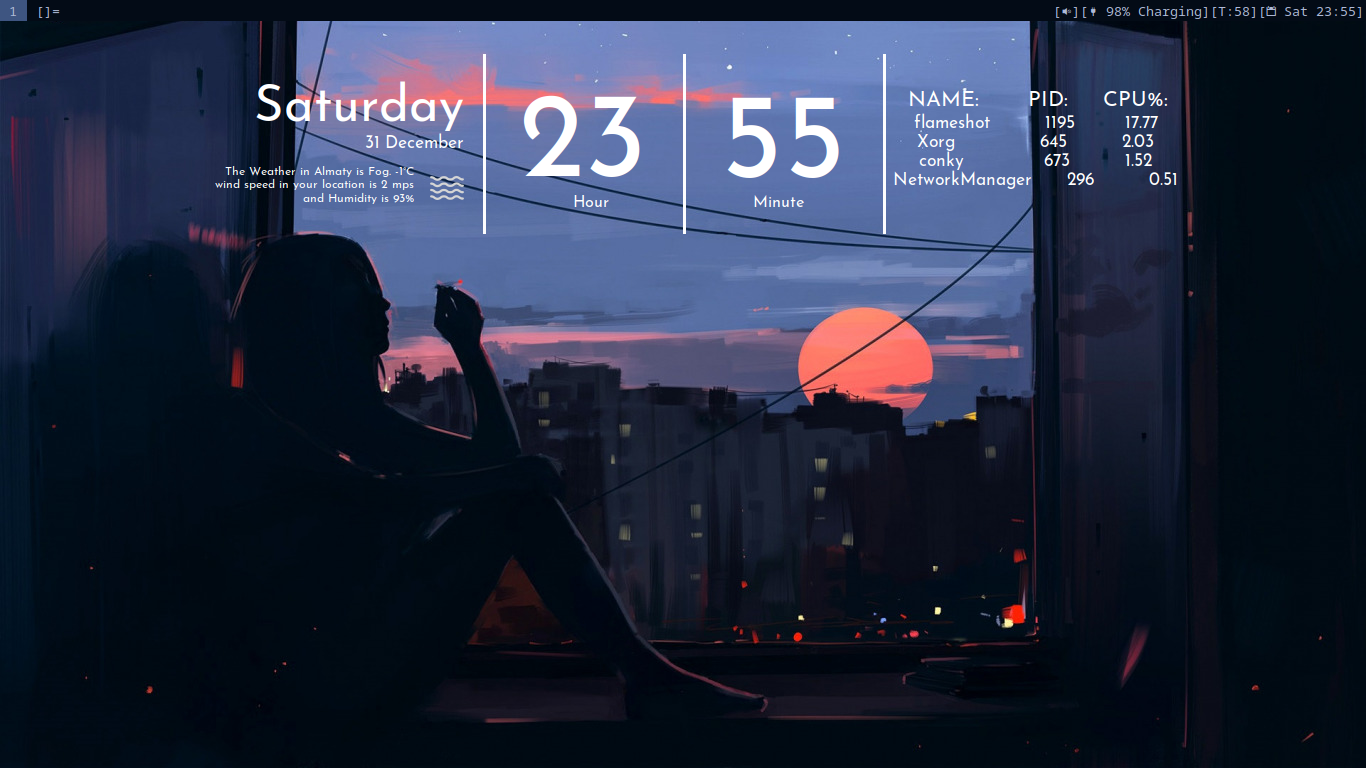 1 []= [][ 98% Charging][T:58][ Sat 23:55]
Saturday
31 December
The Weather in Almaty is Fog. -1°C
wind speed in your location is 2 mps
and Humidity is 93%
23
Hour
55
Minute
NAME: PID: CPU%:
flameshot 1195 17.77
Xorg 645 2.03
conky 673 1.52
NetworkManager 296 0.51